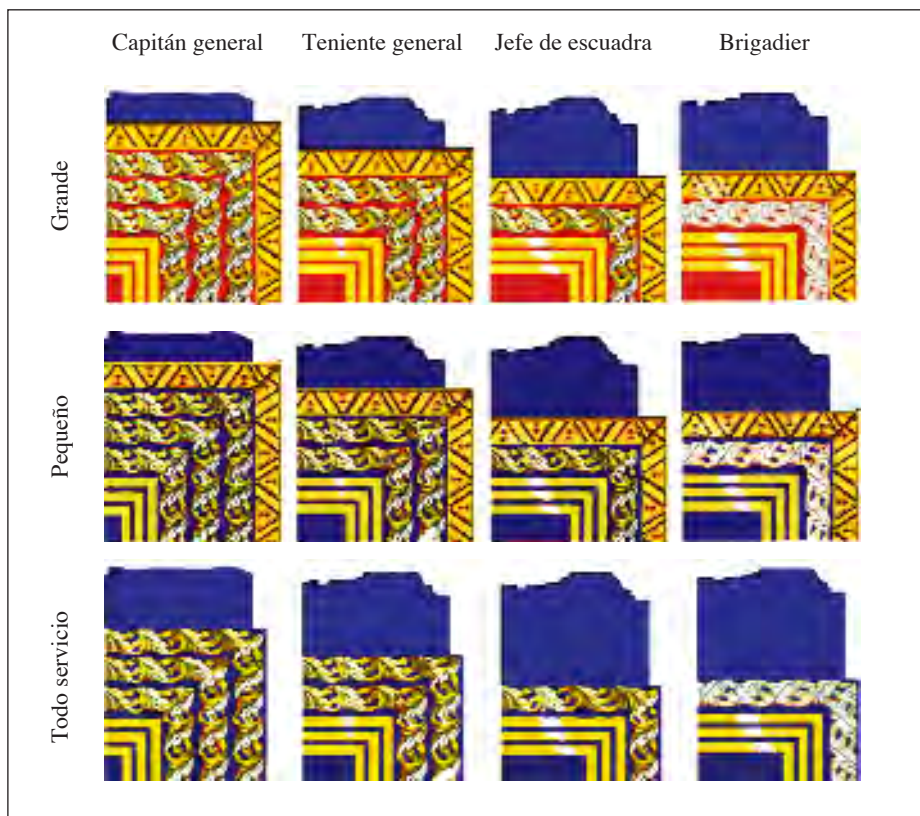 Capitán general Teniente general Jefe de escuadra Brigadier
Grande
Pequeño
Todo servicio